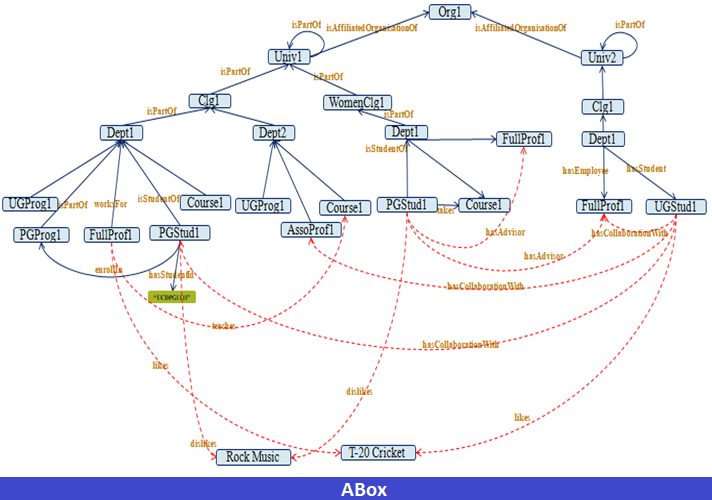 Org1
isPartOf
isAffiliatedOrganisationOf
isAffiliatedOrganisationOf
isPartOf
Univ1
Univ2
isPartOf
isPartOf
Clg1
WomenClg1
Clg1
isPartOf
isPartOf
Dept1
Dept2
Dept1
FullProf1
Dept1
isStudentOf
hasEmployee
hasStudent
UGProg1
isPartOf
worksFor
isStudentOf
Course1
UGProg1
Course1
PGStud1
takes
Course1
FullProf1
UGStud1
PGProg1
FullProf1
PGStud1
AssoProf1
hasAdvisor
hasCollaborationWith
hasAdvisor
enrolIn
hasStudentId
hasCollaborationWith
teaches
hasCollaborationWith
likes
dislikes
likes
dislikes
Rock Music
T-20 Cricket
ABox